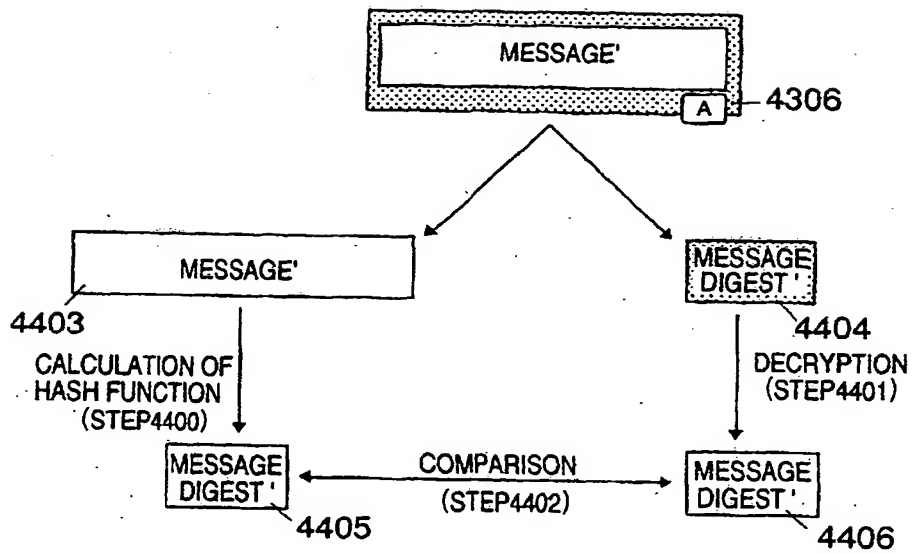 MESSAGE'
A
4306
MESSAGE'
4403
MESSAGE
DIGEST'
4404
CALCULATION OF
HASH FUNCTION
(STEP4400)
DECRYPTION
(STEP4401)
MESSAGE
DIGEST'
4405
COMPARISON
(STEP4402)
MESSAGE
DIGEST'
4406